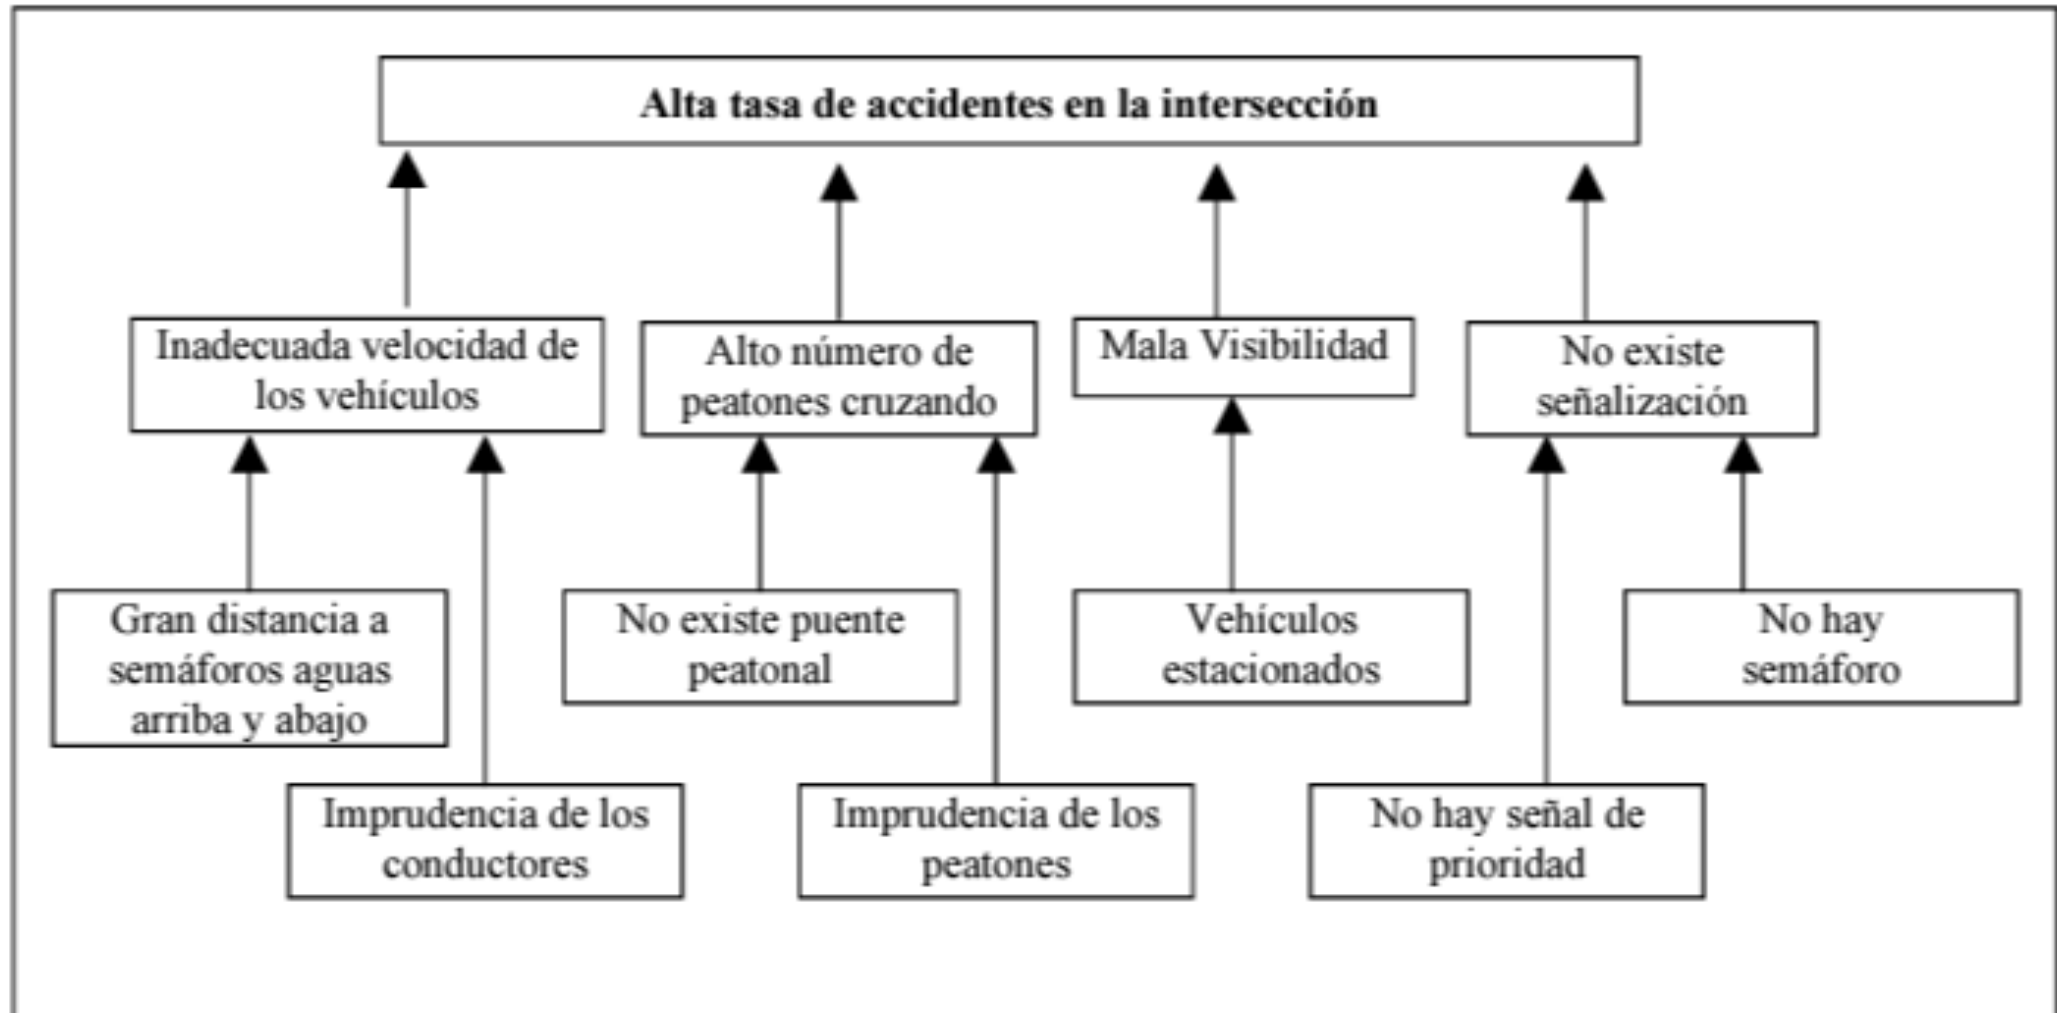 Alta tasa de accidentes en la intersección
Inadecuada velocidad de
los vehículos
Alto número de
peatones cruzando
Mala Visibilidad
No existe
señalización
Gran distancia a
semáforos aguas
arriba y abajo
No existe puente
peatonal
Vehículos
estacionados
No hay
semáforo
Imprudencia de los
conductores
Imprudencia de los
peatones
No hay señal de
prioridad